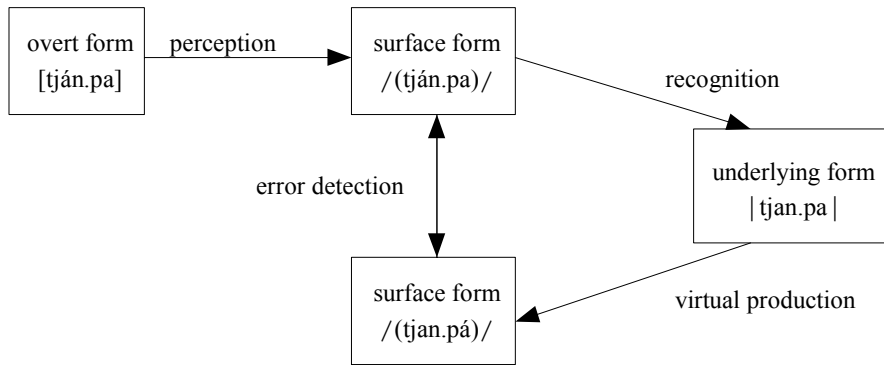 overt form
[tján.pa]
perception
surface form
/(tján.pa)/
recognition
underlying form
|tjan.pa|
error detection
surface form
/(tjan.pá)/
virtual production